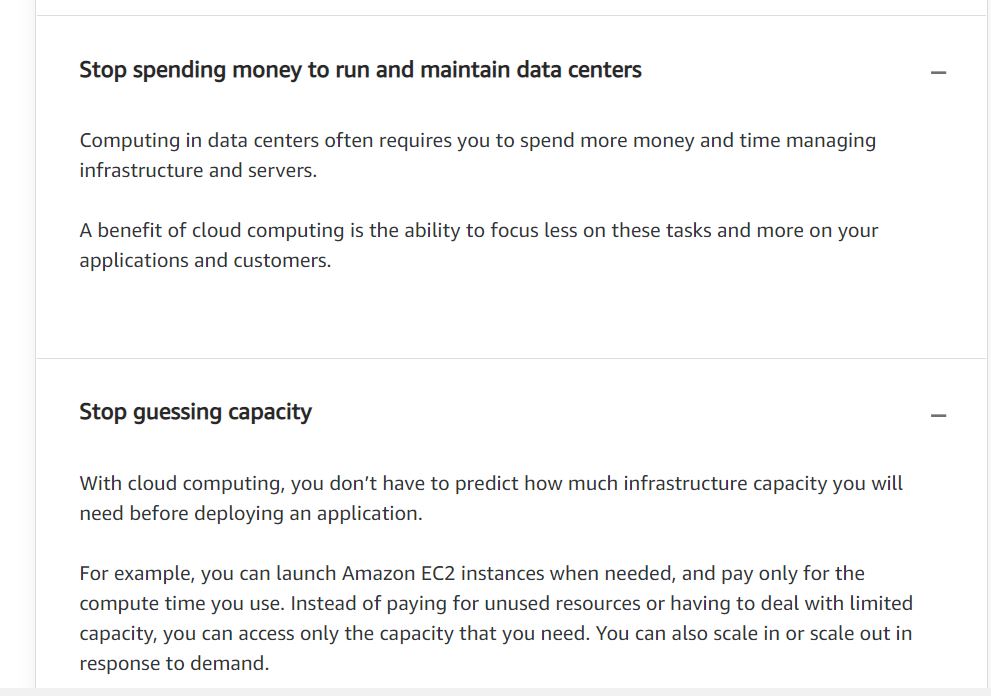 Stop spending money to run and maintain data centers
Computing in data centers often requires you to spend more money and time managing
infrastructure and servers.
A benefit of cloud computing is the ability to focus less on these tasks and more on your
applications and customers.
Stop guessing capacity
With cloud computing, you don’t have to predict how much infrastructure capacity you will
need before deploying an application.
For example, you can launch Amazon EC2 instances when needed, and pay only for the
compute time you use. Instead of paying for unused resources or having to deal with limited
capacity, you can access only the capacity that you need. You can also scale in or scale out in
response to demand.